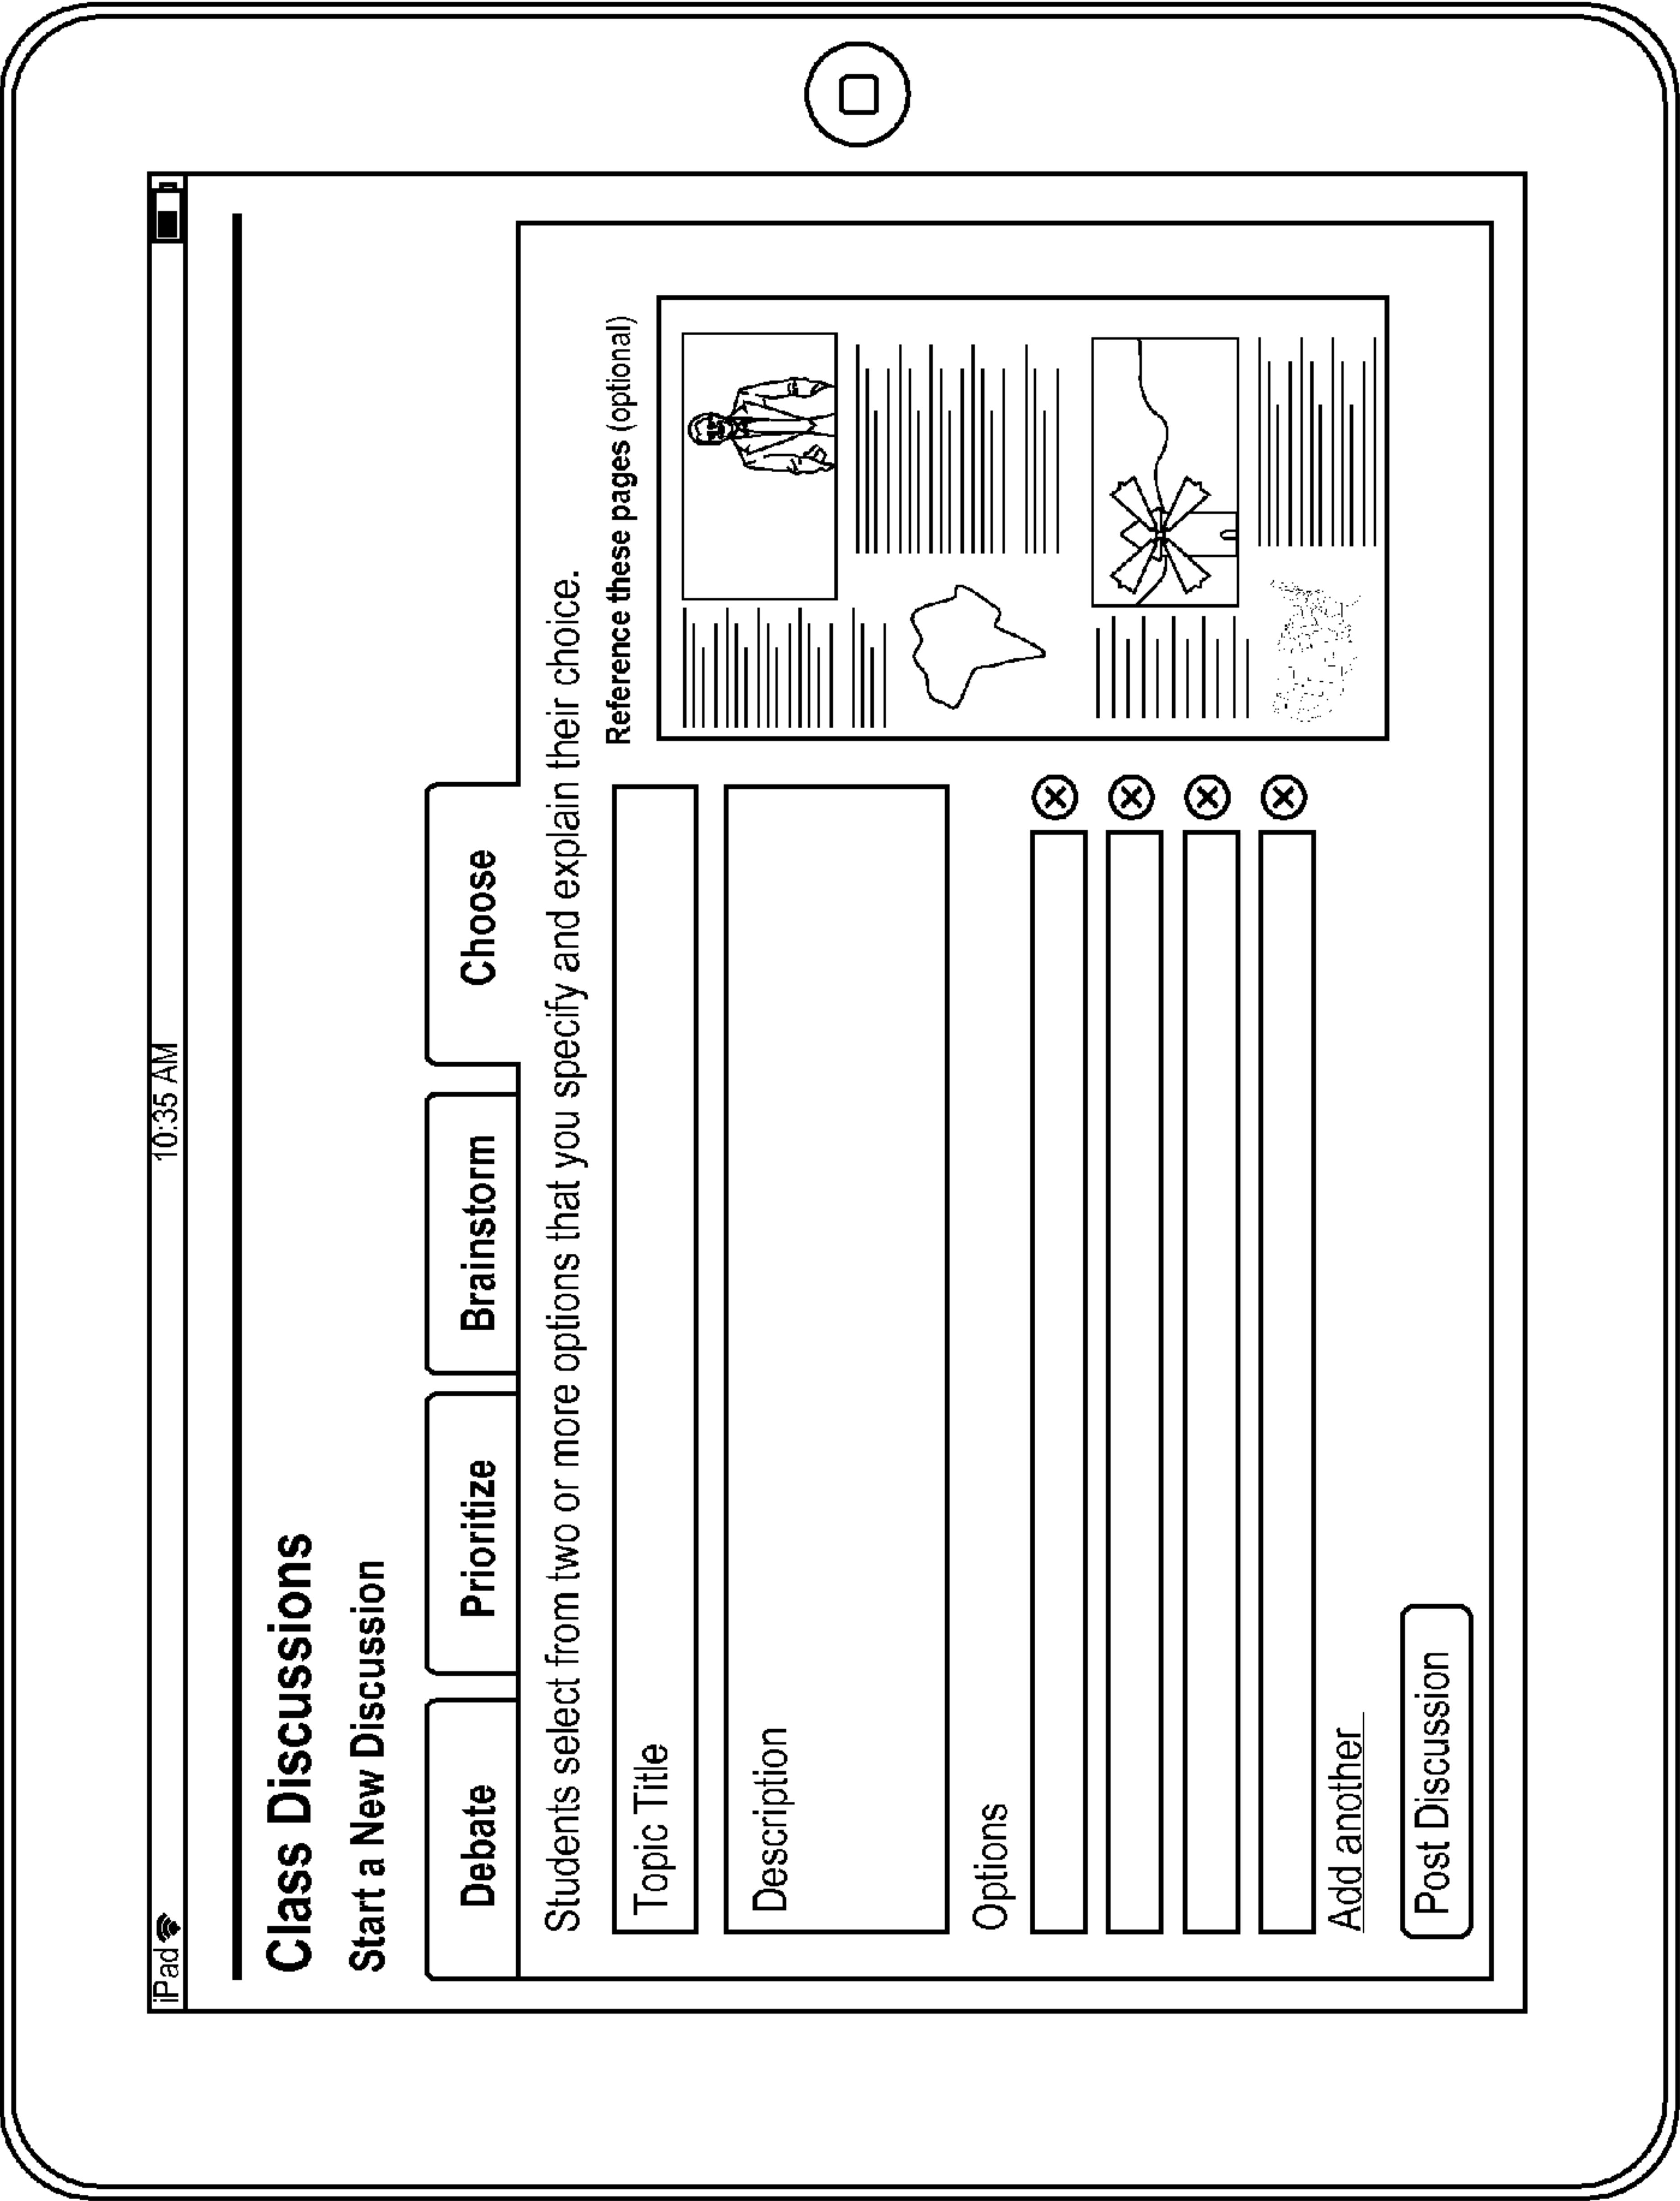 iPad 10:35 AM
Class Discussions
Start a New Discussion
Debate Prioritize Brainstorm Choose
Students select from two or more options that you specify and explain their choice.
Topic Title
Description
Options
Add another
Post Discussion
Reference these pages (optional)